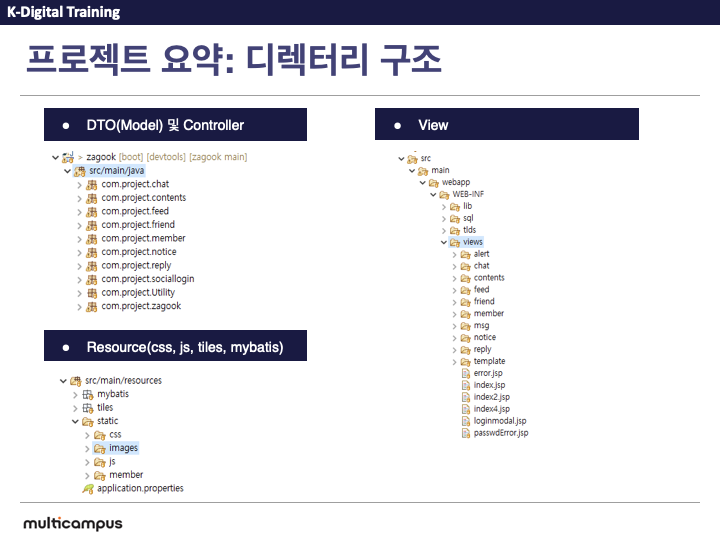 K-Digital Training
프로젝트 요약: 디렉터리 구조
● DTO(Model) 및 Controller
> zagook [boot] [devtools] [zagook main]
src/main/java
com.project.chat
com.project.contents
com.project.feed
com.project.friend
com.project.member
com.project.notice
com.project.reply
com.project.sociallogin
com.project.Utility
com.project.zagook
● Resource(css, js, tiles, mybatis)
src/main/resources
mybatis
tiles
static
css
images
js
member
application.properties
● View
src
main
webapp
WEB-INF
lib
sql
tlds
views
alert
chat
contents
feed
friend
member
msg
notice
reply
template
error.jsp
index.jsp
index2.jsp
index4.jsp
loginmodal.jsp
passwdError.jsp
multicampus